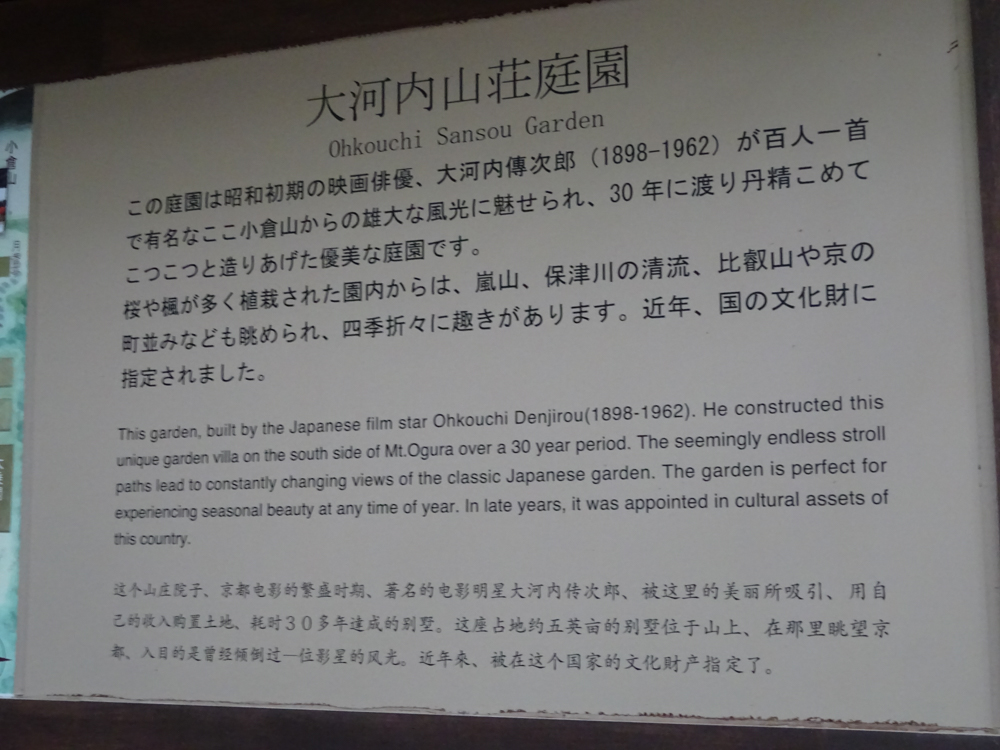 大河内山荘庭園
Ohkouchi Sansou Garden
この庭園は昭和初期の映画俳優、大河内傳次郎（1898-1962）が百人一首
で有名なここ小倉山からの雄大な風光に魅せられ、30 年に渡り丹精こめて
こつこつと造りあげた優美な庭園です。
桜や楓が多く植栽された園内からは、嵐山、保津川の清流、比叡山や京の
町並みなども眺められ、四季折々に趣きがあります。近年、国の文化財に
指定されました。
This garden, built by the Japanese film star Ohkouchi Denjirou(1898-1962). He constructed this
unique garden villa on the south side of Mt.Ogura over a 30 year period. The seemingly endless stroll
paths lead to constantly changing views of the classic Japanese garden. The garden is perfect for
experiencing seasonal beauty at any time of year. In late years, it was appointed in cultural assets of
this country.
这个山庄院子、京都电影的繁盛时期、著名的电影明星大河内传次郎、被这里的美丽所吸引、用自
己的收入购置土地、耗时３０多年达成的别墅。这座占地约五英亩的别墅位于山上、在那里眺望京
都、入目的是曾经倾倒过一位影星的风光。近年来、被在这个国家的文化财产指定了。
小倉山